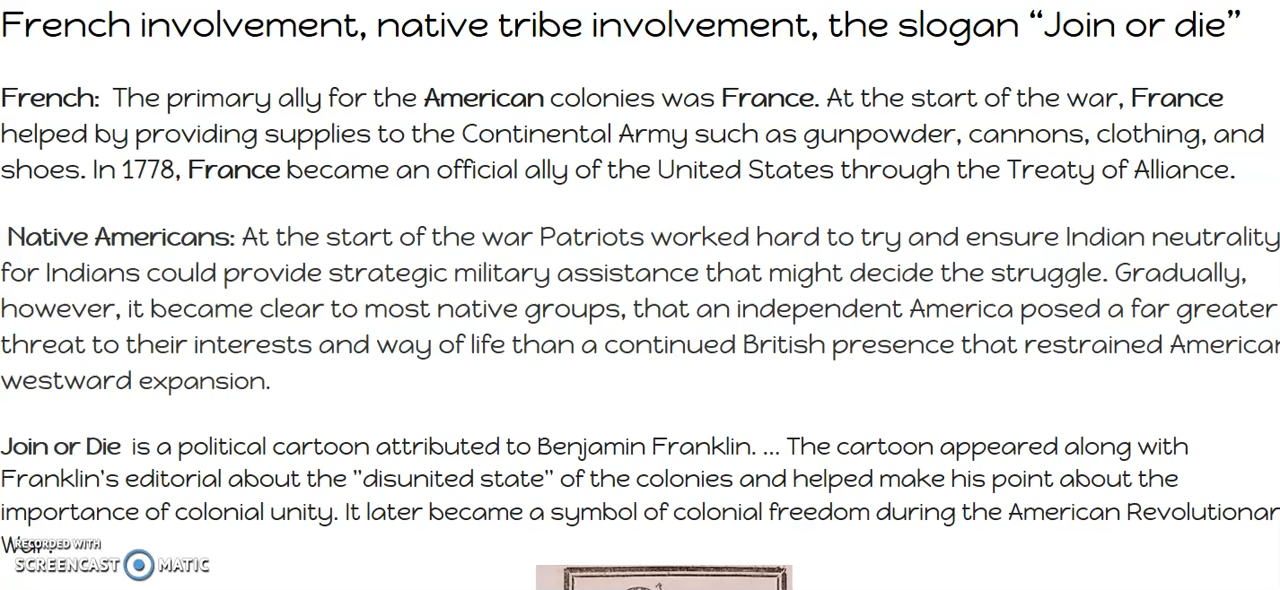 French involvement, native tribe involvement, the slogan “Join or die”
French: The primary ally for the American colonies was France. At the start of the war, France
helped by providing supplies to the Continental Army such as gunpowder, cannons, clothing, and
shoes. In 1778, France became an official ally of the United States through the Treaty of Alliance.
Native Americans: At the start of the war Patriots worked hard to try and ensure Indian neutrality
for Indians could provide strategic military assistance that might decide the struggle. Gradually,
however, it became clear to most native groups, that an independent America posed a far greater
threat to their interests and way of life than a continued British presence that restrained American
westward expansion.
Join or Die is a political cartoon attributed to Benjamin Franklin. ... The cartoon appeared along with
Franklin's editorial about the "disunited state" of the colonies and helped make his point about the
importance of colonial unity. It later became a symbol of colonial freedom during the American Revolutionar
War.
RECORDED WITH
SCREENCAST MATIC